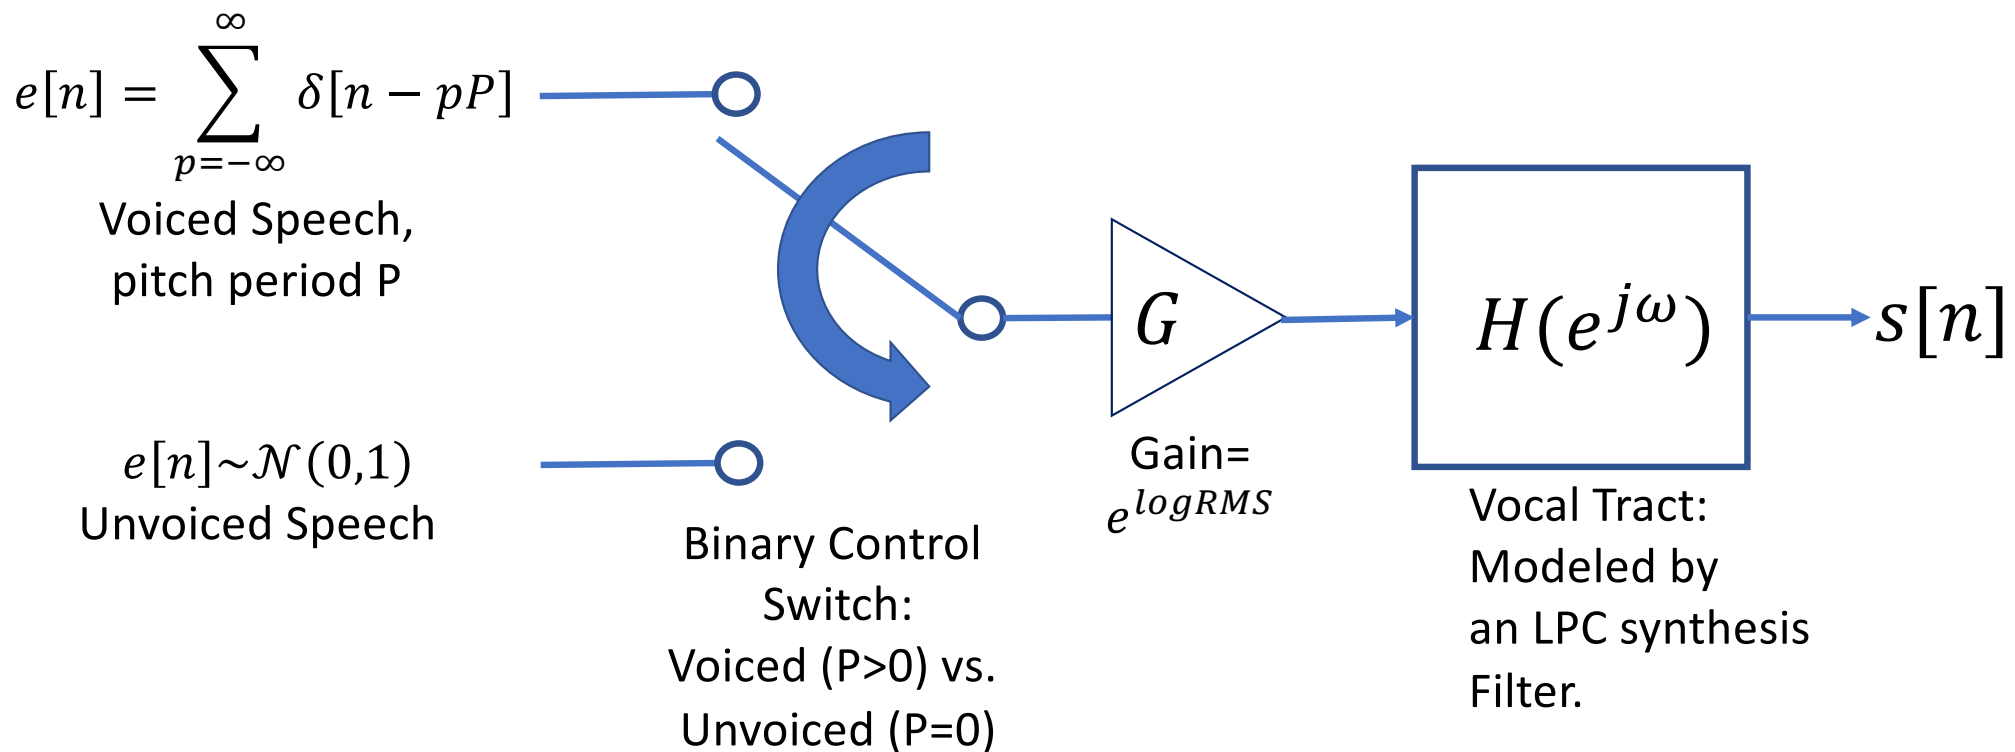 e[n] = ∑_{p=-∞}^{∞} δ[n − pP]
Voiced Speech,
pitch period P
e[n]~𝒩(0,1)
Unvoiced Speech
Binary Control
Switch:
Voiced (P>0) vs.
Unvoiced (P=0)
G
Gain=
e^{logRMS}
H(e^{jω})
Vocal Tract:
Modeled by
an LPC synthesis
Filter.
s[n]